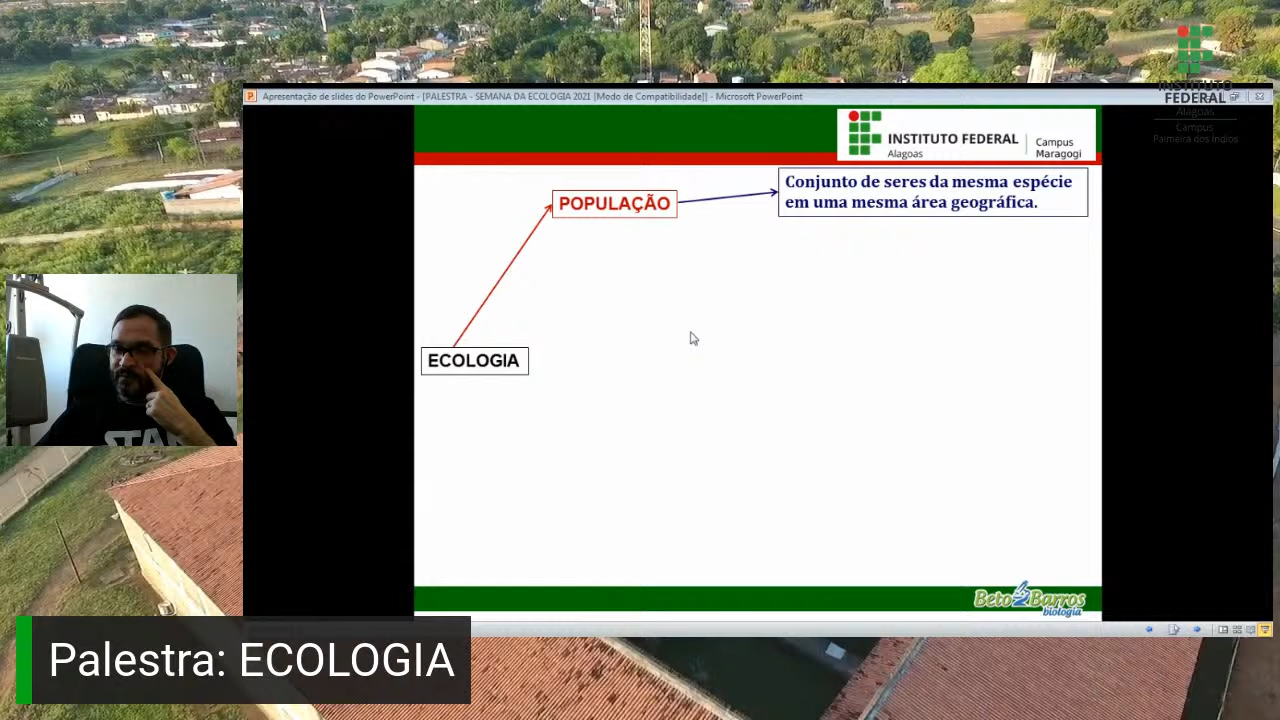 Apresentação de slides do PowerPoint - [PALESTRA - SEMANA DA ECOLOGIA 2021 [Modo de Compatibilidade]] - Microsoft PowerPoint
INSTITUTO
FEDERAL
Alagoas
Campus
Palmeira dos Índios
INSTITUTO FEDERAL
Alagoas
Campus
Maragogi
POPULAÇÃO
Conjunto de seres da mesma espécie
em uma mesma área geográfica.
ECOLOGIA
STAR
Beto Barros
biologia
Palestra: ECOLOGIA